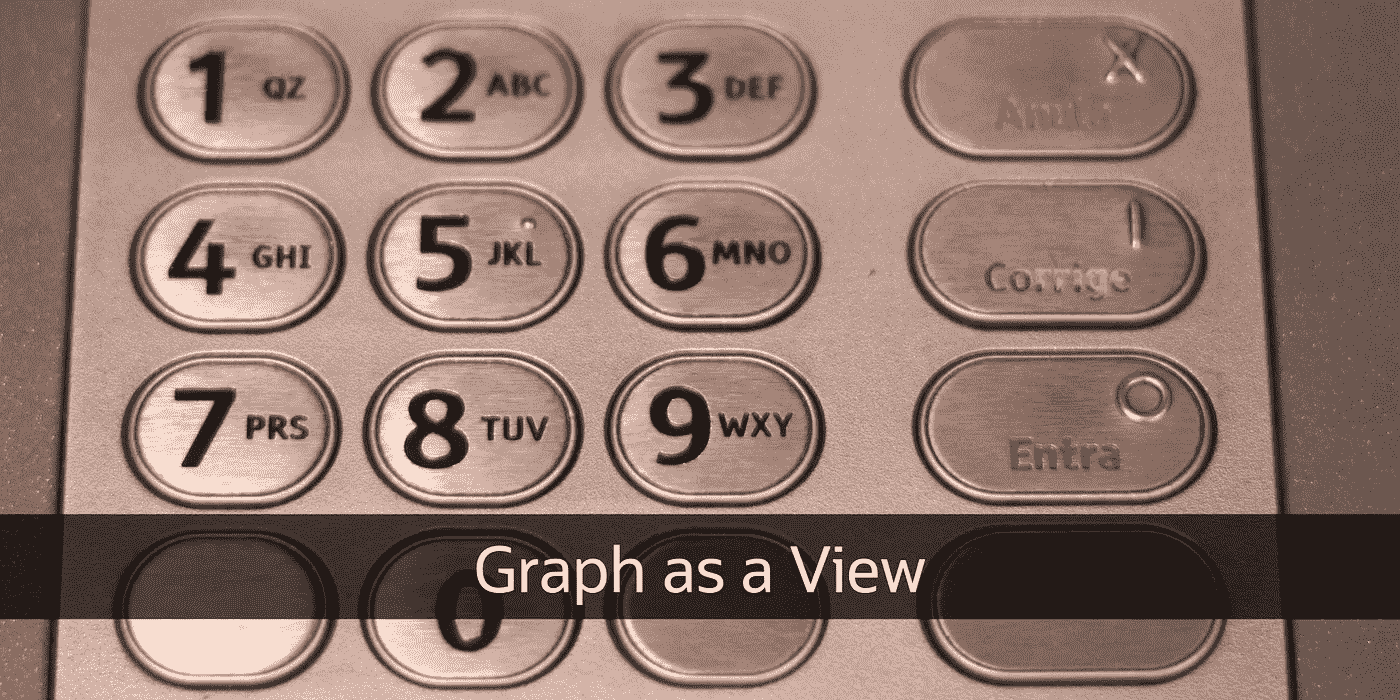 1 QZ 2 ABC 3 DEF X
Anula
4 GHI 5 JKL 6 MNO |
Corrige
7 PRS 8 TUV 9 WXY O
Entra
Graph as a View
0